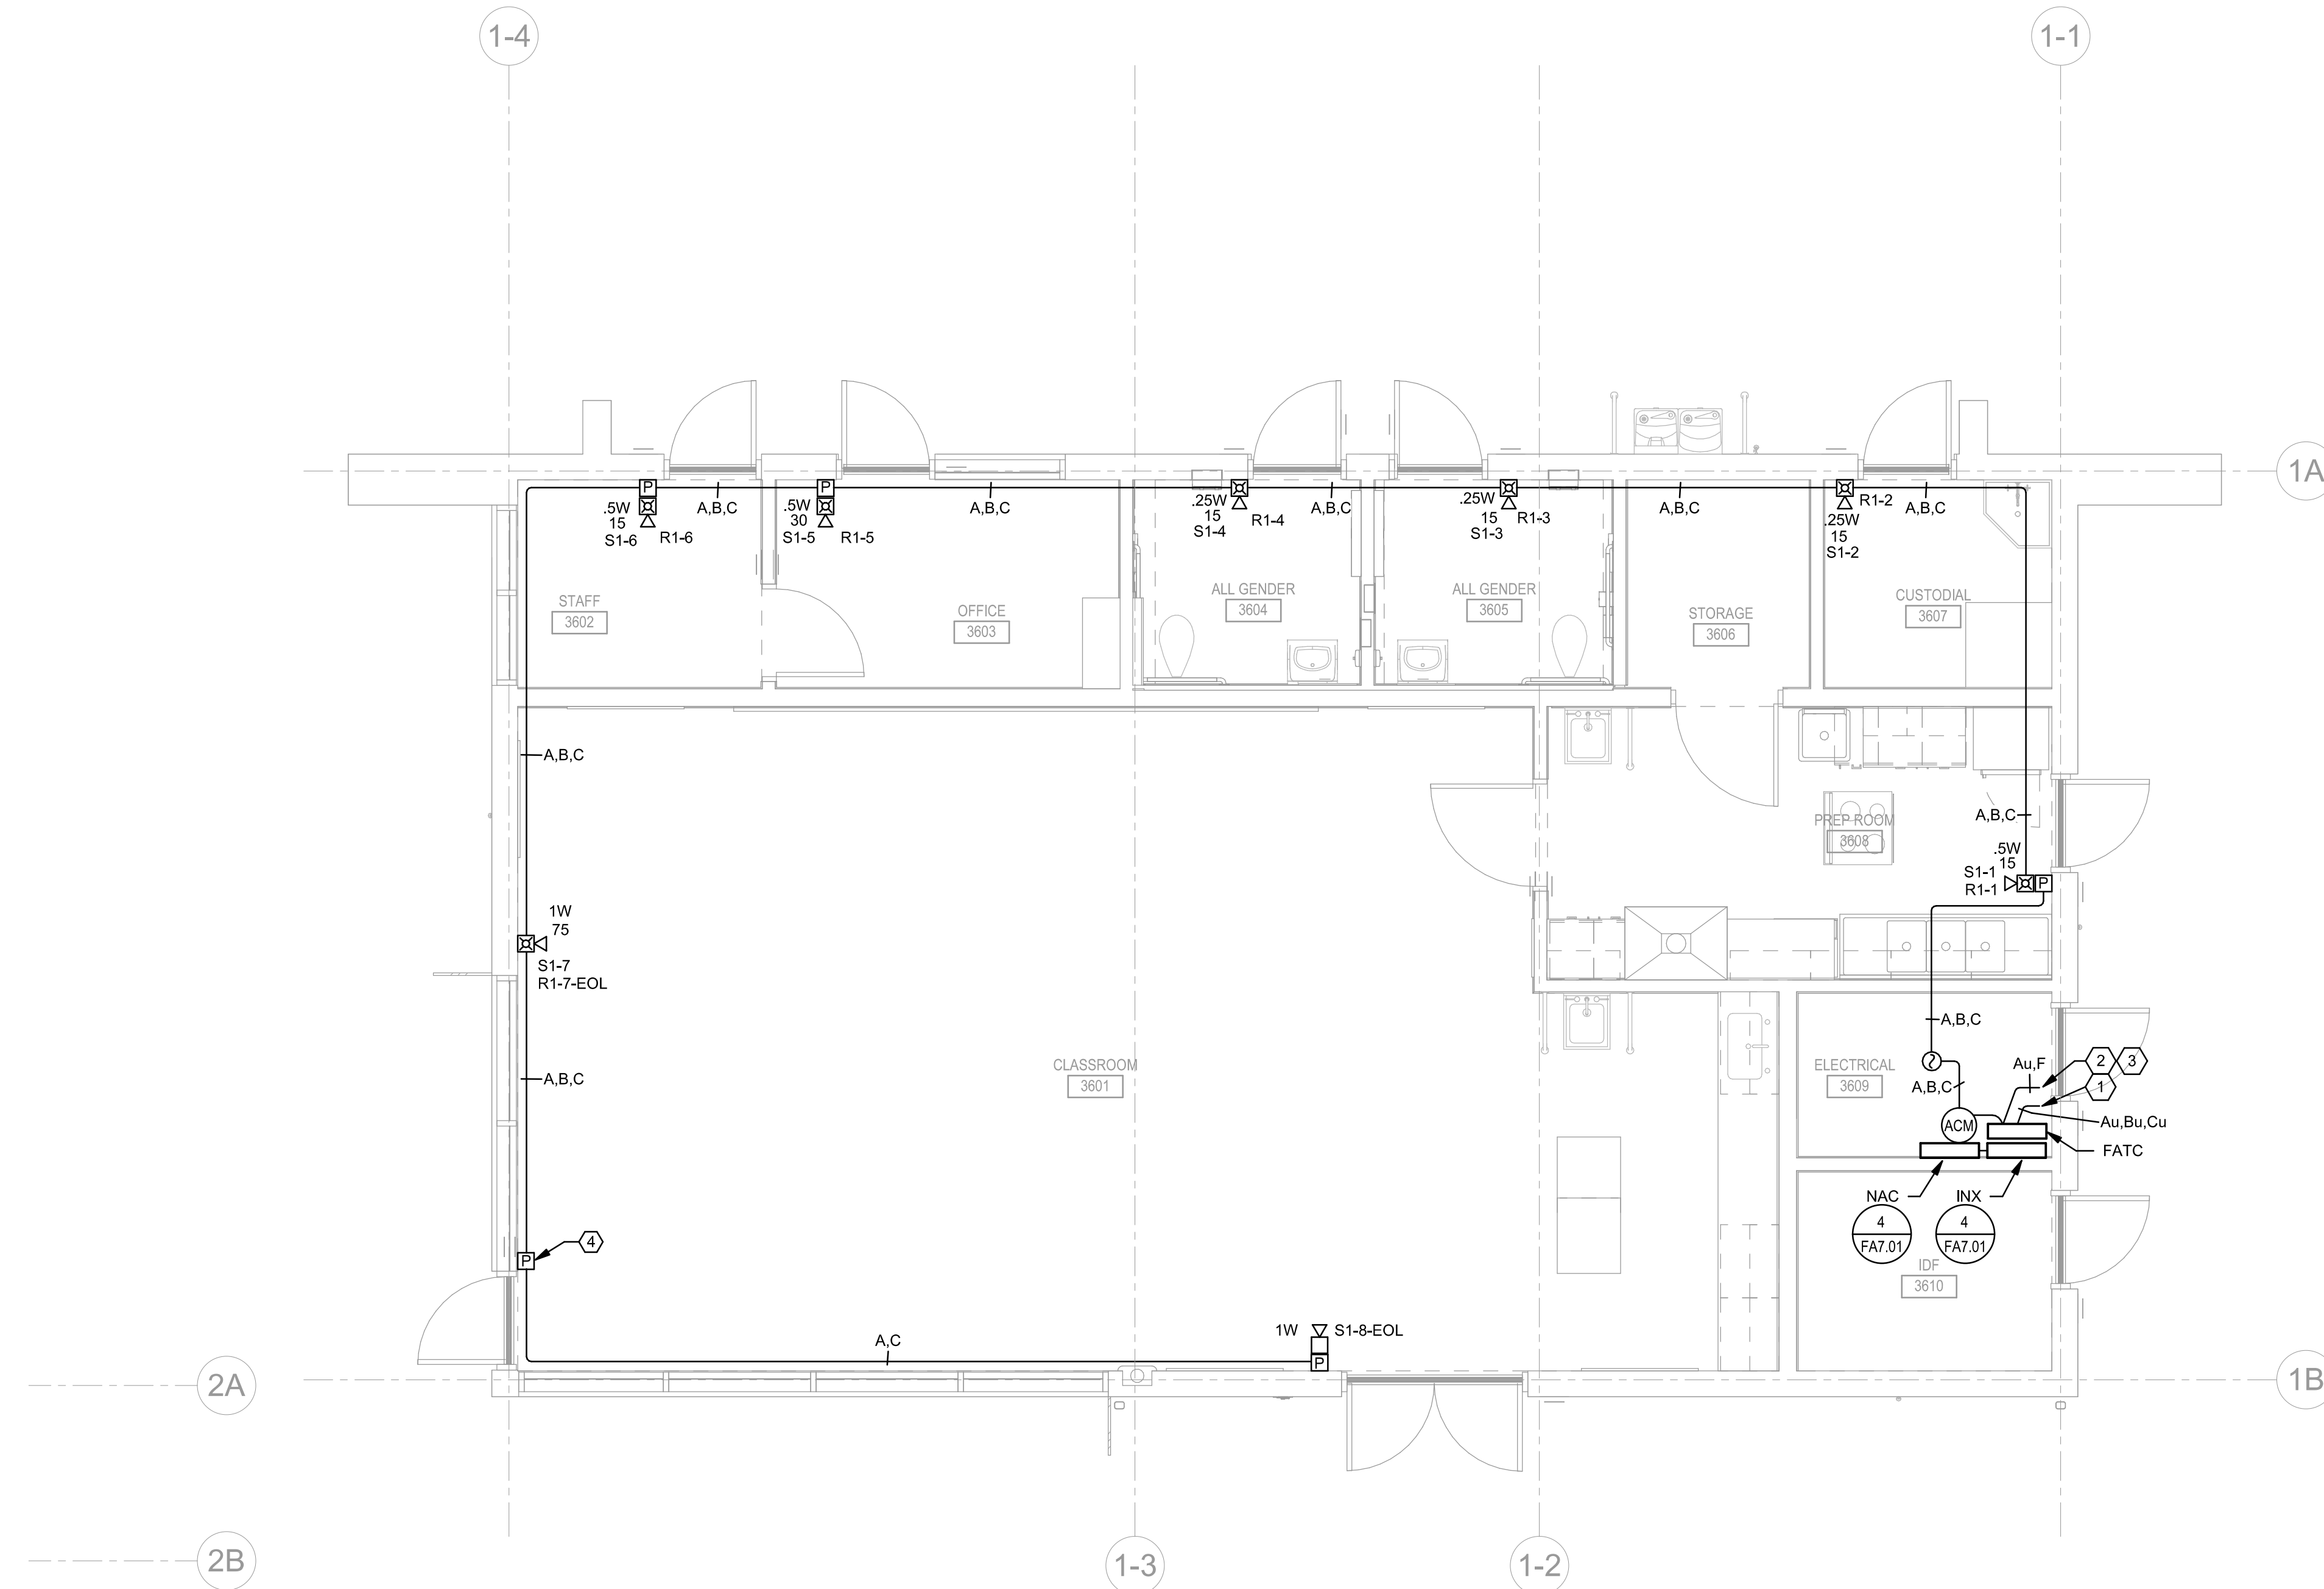 1-4
1-1
1A
P
P
A,B,C
A,B,C
A,B,C
A,B,C
A,B,C
.5W
15
S1-6
R1-6
.5W
30
S1-5
R1-5
.25W
15
S1-4
R1-4
.25W
15
S1-3
R1-3
R1-2
.25W
15
S1-2
STAFF
3602
OFFICE
3603
ALL GENDER
3604
ALL GENDER
3605
STORAGE
3606
CUSTODIAL
3607
A,B,C
A,B,C
PREP ROOM
3608
.5W
15
S1-1
R1-1
P
1W
75
S1-7
R1-7-EOL
A,B,C
A,B,C
CLASSROOM
3601
ELECTRICAL
3609
Au,F
2
3
1
A,B,C
ACM
Au,Bu,Cu
FATC
NAC
INX
4
FA7.01
4
FA7.01
IDF
3610
P
4
A,C
1W
S1-8-EOL
P
2A
1B
2B
1-3
1-2